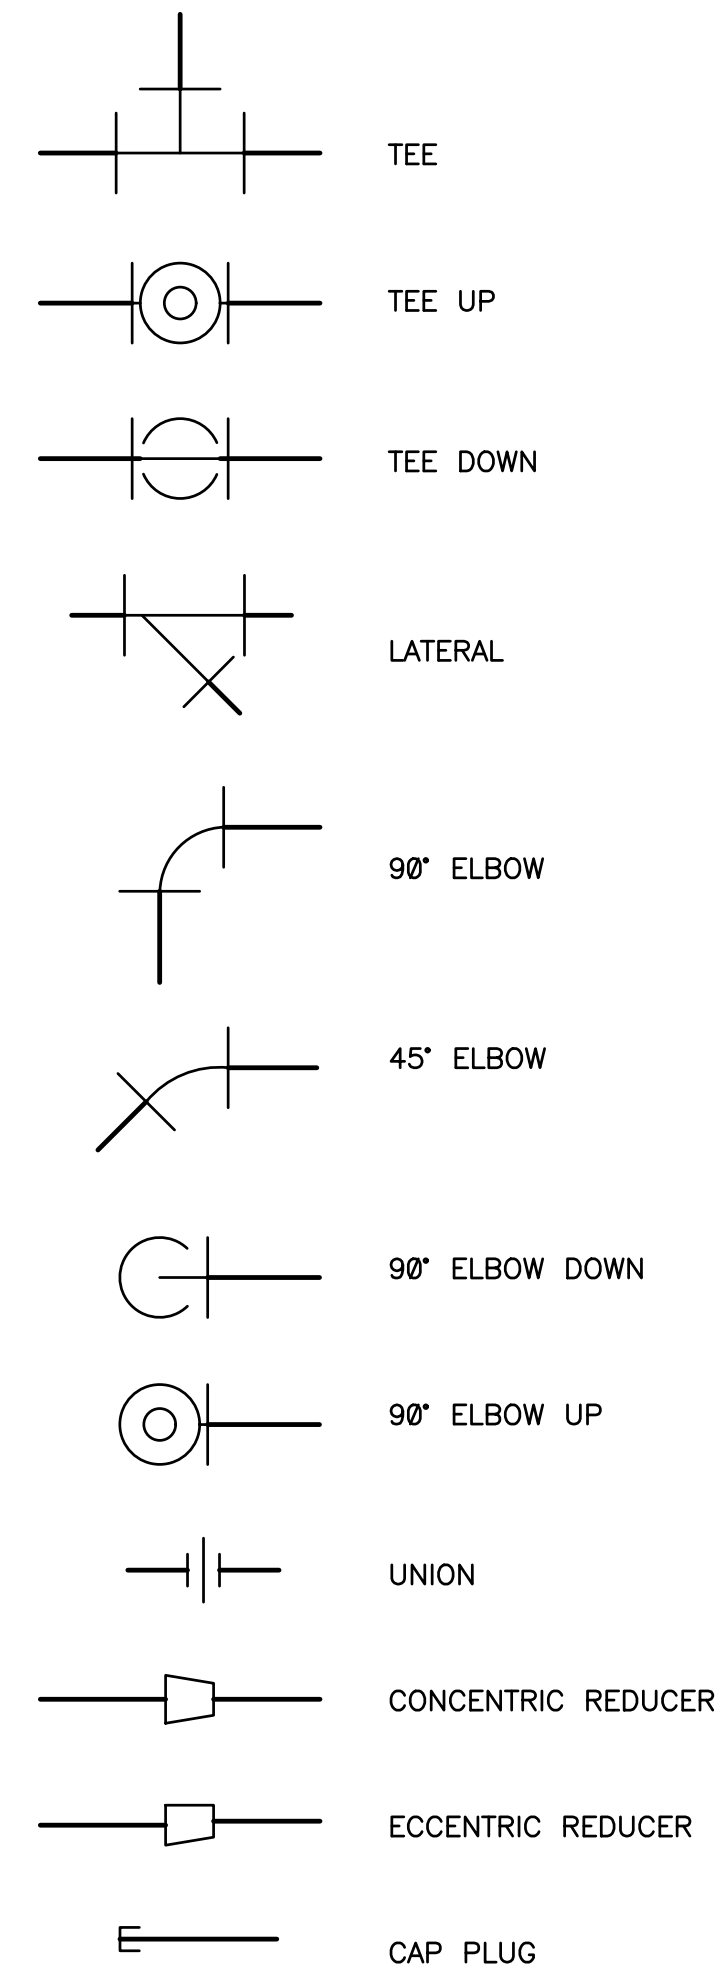 TEE
TEE UP
TEE DOWN
LATERAL
90° ELBOW
45° ELBOW
90° ELBOW DOWN
90° ELBOW UP
UNION
CONCENTRIC REDUCER
ECCENTRIC REDUCER
CAP PLUG